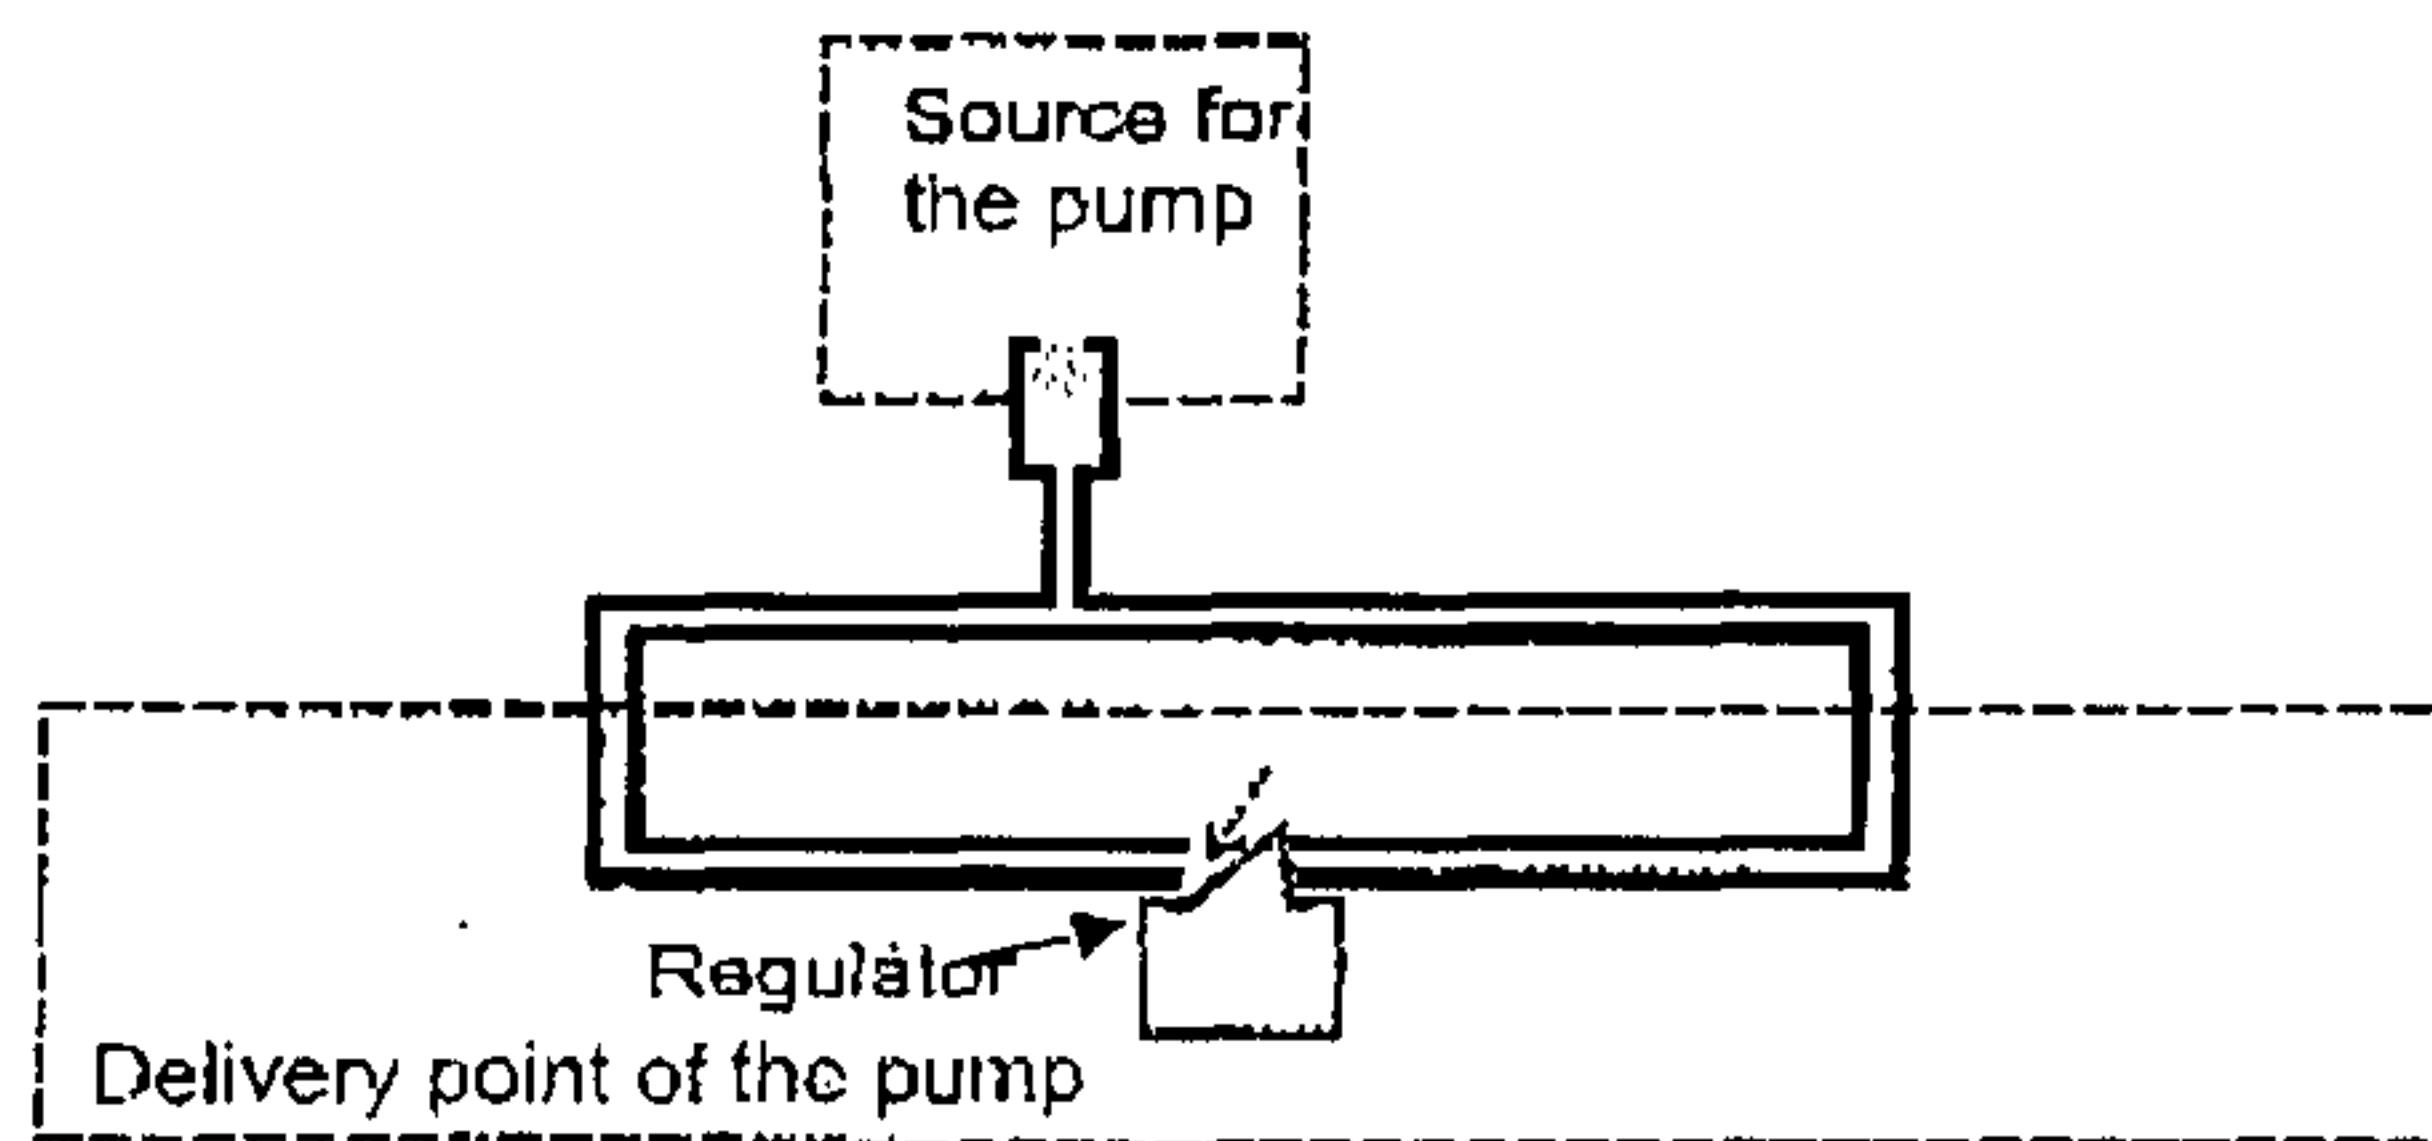 Source for
the pump
Regulator
Delivery point of the pump